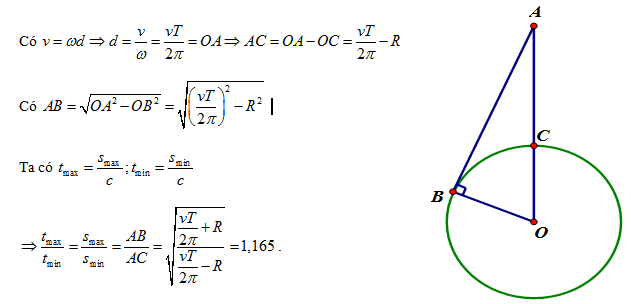 Có v = ωd ⇒ d = v/ω = vT/2π = OA ⇒ AC = OA − OC = vT/2π − R
Có AB = √(OA² − OB²) = √((vT/2π)² − R²)
Ta có t_max = s_max/c ; t_min = s_min/c
⇒ t_max/t_min = s_max/s_min = AB/AC = √((vT/2π + R)/(vT/2π − R)) = 1,165 .
A
C
B
O